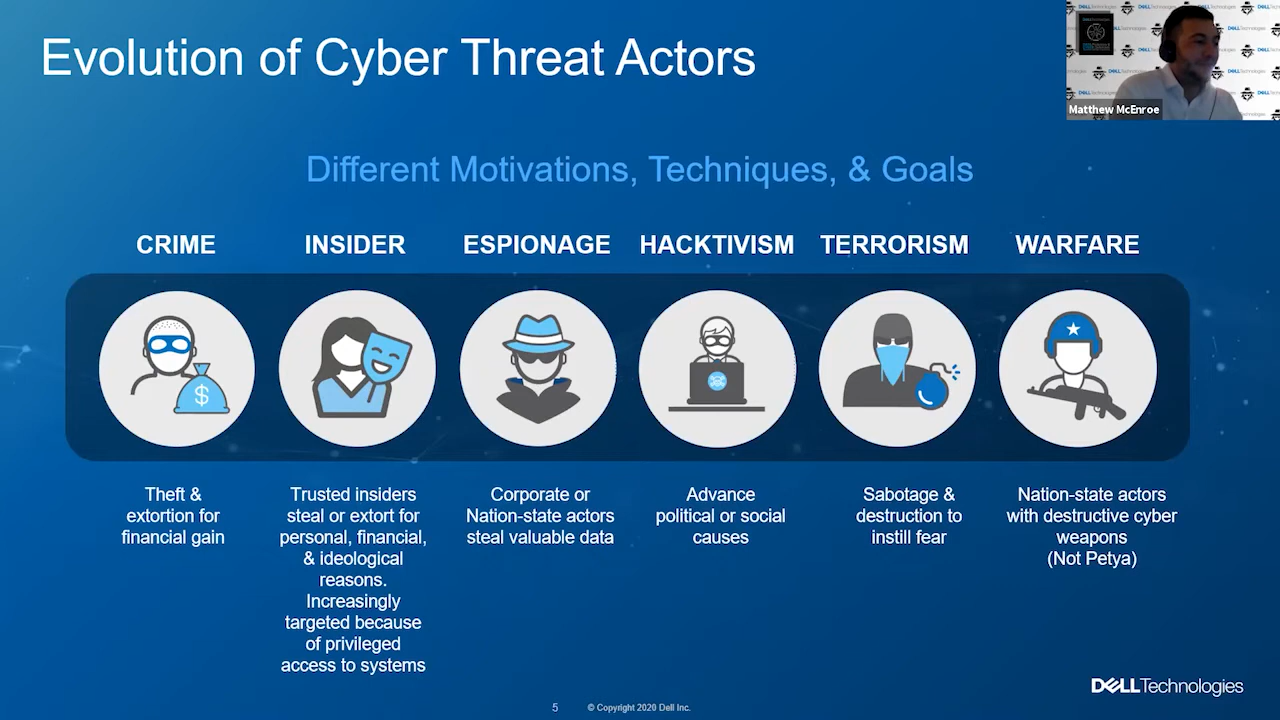 Evolution of Cyber Threat Actors
Matthew McEnroe
Different Motivations, Techniques, & Goals
CRIME
INSIDER
ESPIONAGE
HACKTIVISM
TERRORISM
WARFARE
$
Theft &
extortion for
financial gain
Trusted insiders
steal or extort for
personal, financial,
& ideological
reasons.
Increasingly
targeted because
of privileged
access to systems
Corporate or
Nation-state actors
steal valuable data
Advance
political or social
causes
Sabotage &
destruction to
instill fear
Nation-state actors
with destructive cyber
weapons
(Not Petya)
DELLTechnologies
5
© Copyright 2020 Dell Inc.